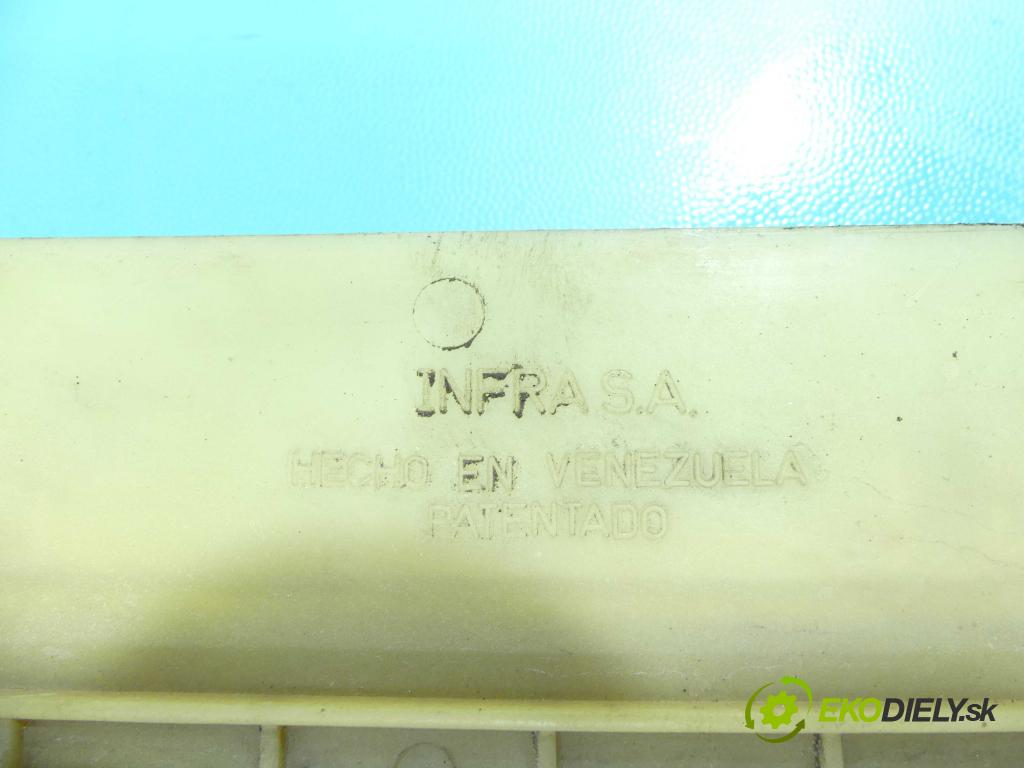 INFRA S.A.
HECHO EN VENEZUELA
PATENTADO
EKODIELY.sk